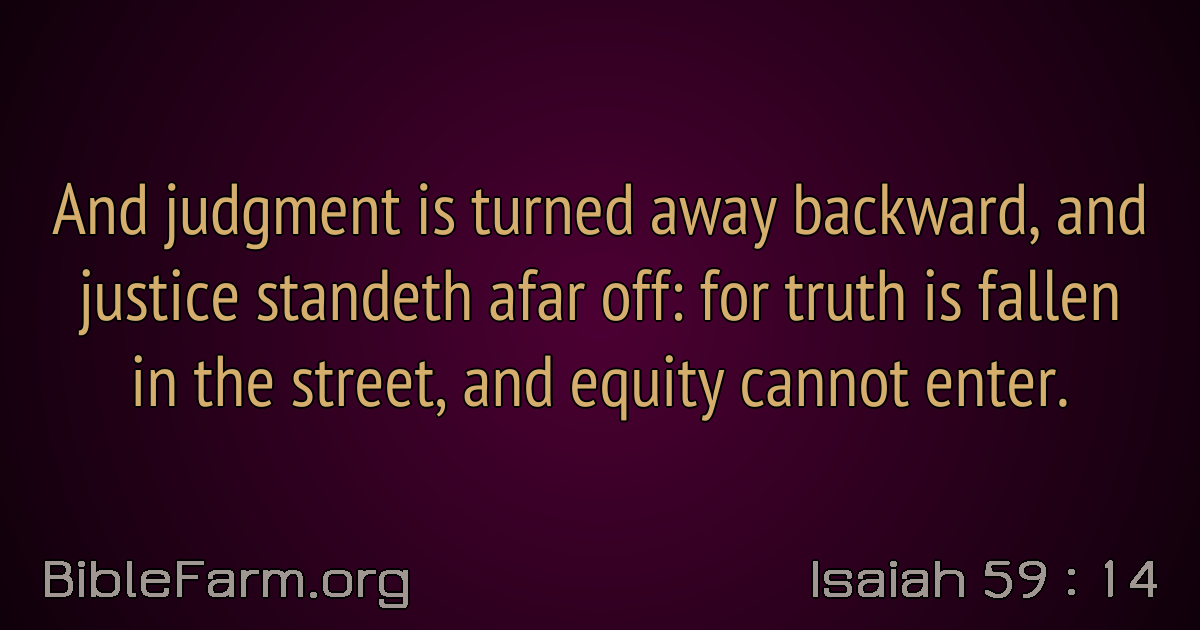 And judgment is turned away backward, and
justice standeth afar off: for truth is fallen
in the street, and equity cannot enter.
BibleFarm.org
Isaiah 59 : 14